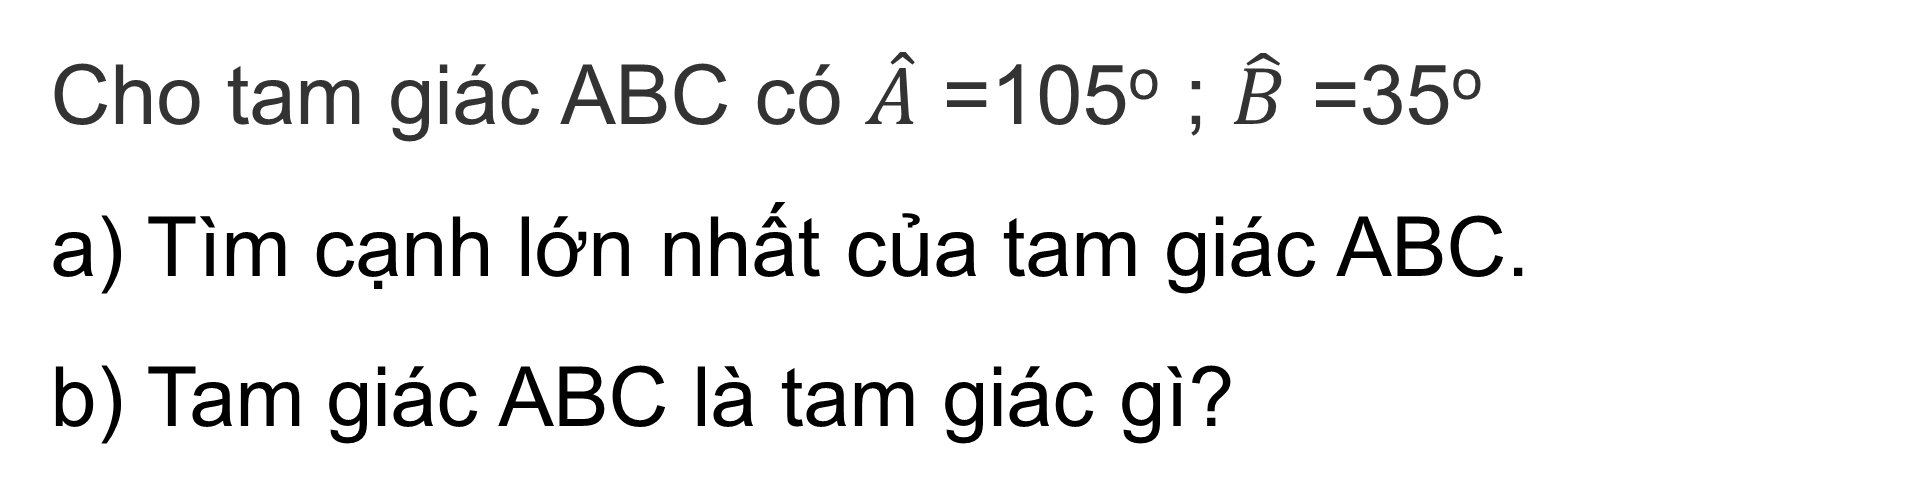 Cho tam giác ABC có Â =105º ; B̂ =35º
a) Tìm cạnh lớn nhất của tam giác ABC.
b) Tam giác ABC là tam giác gì?